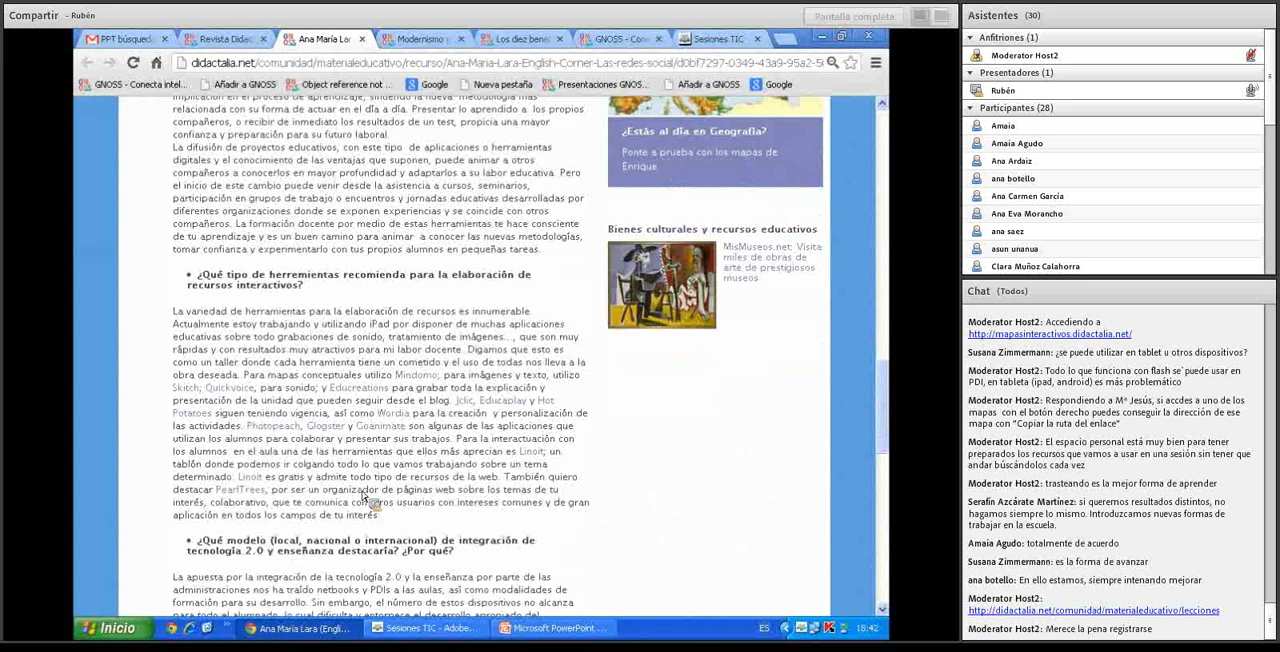 Compartir - Rubén
Pantalla completa
PPT búsqued
Revista Didac
Ana María Lar
Modernismo y
Los diez bene
GNOSS - Con
Sesiones TIC
didactalia.net/comunidad/materialeducativo/recurso/Ana-Maria-Lara-English-Corner-Las-redes-social/d0bf7297-0349-43a9-95a2-5
GNOSS - Conecta intel...
Añadir a GNOSS
Object reference not ...
Google
Nueva pestaña
Presentaciones GNOS...
Añadir a GNOSS
Google
implicación en el proceso de aprendizaje, sintiendo la nueva metodología más
relacionada con su forma de actuar en el día a día. Presentar lo aprendido a los propios
compañeros, o recibir de inmediato los resultados de un test, propicia una mayor
confianza y preparación para su futuro laboral.
La difusión de proyectos educativos, con este tipo de aplicaciones o herramientas
digitales y el conocimiento de las ventajas que suponen, puede animar a otros
compañeros a conocerlos en mayor profundidad y adaptarlos a su labor educativa. Pero
el inicio de este cambio puede venir desde la asistencia a cursos, seminarios,
participación en grupos de trabajo o encuentros y jornadas educativas desarrolladas por
diferentes organizaciones donde se exponen experiencias y se coincide con otros
compañeros. La formación docente por medio de estas herramientas te hace consciente
de tu aprendizaje y es un buen camino para animar a conocer las nuevas metodologías,
tomar confianza y experimentarlo con tus propios alumnos en pequeñas tareas.
• ¿Qué tipo de herremientas recomienda para la elaboración de
recursos interactivos?
La variedad de herramientas para la elaboración de recursos es innumerable.
Actualmente estoy trabajando y utilizando iPad por disponer de muchas aplicaciones
educativas sobre todo grabaciones de sonido, tratamiento de imágenes..., que son muy
rápidas y con resultados muy atractivos para mi labor docente. Digamos que esto es
como un taller donde cada herramienta tiene un cometido y el uso de todas nos lleva a la
obra deseada. Para mapas conceptuales utilizo Mindomo; para imágenes y texto, utilizo
Skitch; Quickvoice, para sonido; y Educreations para grabar toda la explicación y
presentación de la unidad que pueden seguir desde el blog. Jclic, Educaplay y Hot
Potatoes siguen teniendo vigencia, así como Wordia para la creación y personalización de
las actividades. Photopeach, Glogster y Goanimate son algunas de las aplicaciones que
utilizan los alumnos para colaborar y presentar sus trabajos. Para la interactuación con
los alumnos en el aula una de las herramientas que ellos más aprecian es Linoit; un
tablón donde podemos ir colgando todo lo que vamos trabajando sobre un tema
determinado: Linoit es gratis y admite todo tipo de recursos de la web. También quiero
destacar PearlTrees, por ser un organizador de páginas web sobre los temas de tu
interés, colaborativo, que te comunica con otros usuarios con intereses comunes y de gran
aplicación en todos los campos de tu interés
• ¿Qué modelo (local, nacional o internacional) de integración de
tecnología 2.0 y enseñanza destacaría? ¿Por qué?
La apuesta por la integración de la tecnología 2.0 y la enseñanza por parte de las
administraciones nos ha traído netbooks y PDIs a las aulas, así como modalidades de
formación para su desarrollo. Sin embargo, el número de estos dispositivos no alcanza
para todo el alumnado, lo cual dificulta y entorpece el desarrollo apropiado del
¿Estás al día en Geografía?
Ponte a prueba con los mapas de
Enrique
Bienes culturales y recursos educativos
MisMuseos.net: Visita
miles de obras de
arte de prestigiosos
museos
Inicio
Ana María Lara (Engli...
Sesiones TIC - Adobe...
Microsoft PowerPoint ...
ES
18:42
Asistentes (30)
Anfitriones (1)
Moderator Host2
Presentadores (1)
Rubén
Participantes (28)
Amaia
Amaia Agudo
Ana Ardaiz
ana botello
Ana Carmen García
Ana Eva Morancho
ana saez
asun unanua
Clara Muñoz Calahorra
Chat (Todos)
Moderator Host2: Accediendo a
http://mapasinteractivos.didactalia.net/
Susana Zimmermann: ¿se puede utilizar en tablet u otros dispositivos?
Moderator Host2: Todo lo que funciona con flash se`puede usar en
PDI, en tableta (ipad, android) es más problemático
Moderator Host2: Respondiendo a Mª Jesús, si accdes a uno de los
mapas con el botón derecho puedes conseguir la dirección de ese
mapa con "Copiar la ruta del enlace"
Moderator Host2: El espacio personal está muy bien para tener
preparados los recursos que vamos a usar en una sesión sin tener que
andar búscándolos cada vez
Moderator Host2: trasteando es la mejor forma de aprender
Serafín Azcárate Martínez: si queremos resultados distintos, no
hagamos siempre lo mismo. Introduzcamos nuevas formas de
trabajar en la escuela.
Amaia Agudo: totalmente de acuerdo
Susana Zimmermann: es la forma de avanzar
ana botello: En ello estamos, siempre intenando mejorar
Moderator Host2:
http://didactalia.net/comunidad/materialeducativo/lecciones
Moderator Host2: Merece la pena registrarse